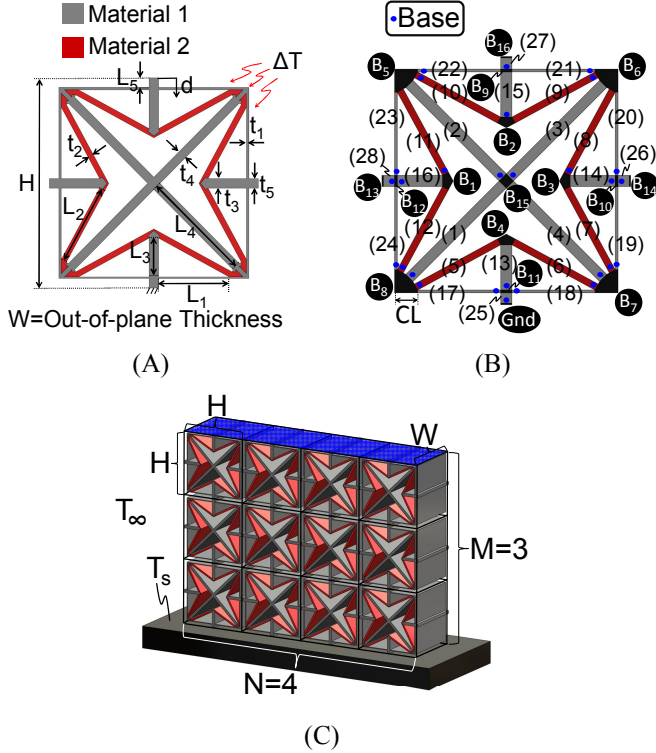 Material 1
Material 2
ΔT
L5
d
t1
t2
t4
H
t3
t5
L2
L4
L3
L1
W=Out-of-plane Thickness
(A)
Base
B16
(27)
B5
(22)
B9
(21)
B6
(10)
(15)
(9)
(23)
(20)
B2
(11)
(2)
(3)
(8)
(28)
(26)
(16)
B1
B3
(14)
B13
B12
B15
B10
B14
(12)
(1)
B4
(4)
(7)
(24)
(13)
(19)
(5)
B11
(6)
B8
(17)
(18)
B7
CL
(25)
Gnd
(B)
H
W
H
T∞
M=3
Ts
N=4
(C)